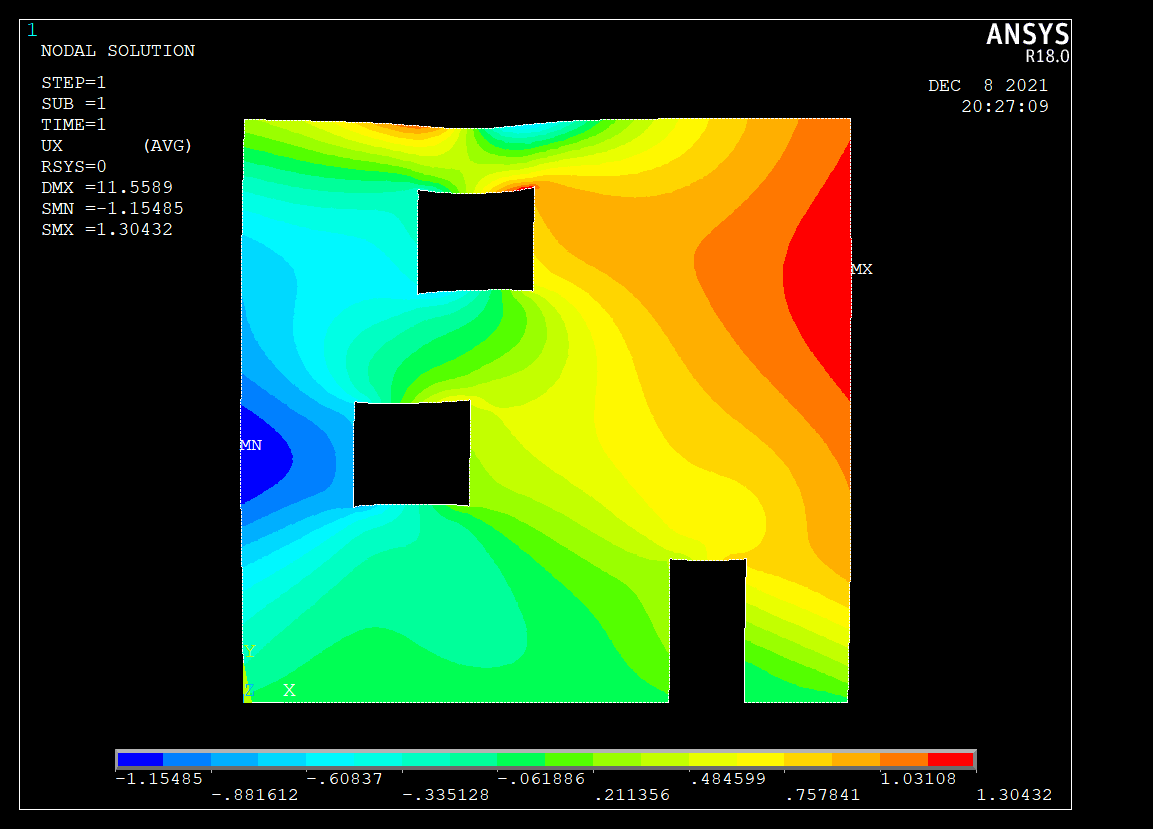 1
ANSYS
R18.0
NODAL SOLUTION
STEP=1
SUB =1
TIME=1
UX (AVG)
RSYS=0
DMX =11.5589
SMN =-1.15485
SMX =1.30432
DEC 8 2021
20:27:09
MX
MN
Y
Z X
-1.15485 -.60837 -.061886 .484599 1.03108
-.881612 -.335128 .211356 .757841 1.30432